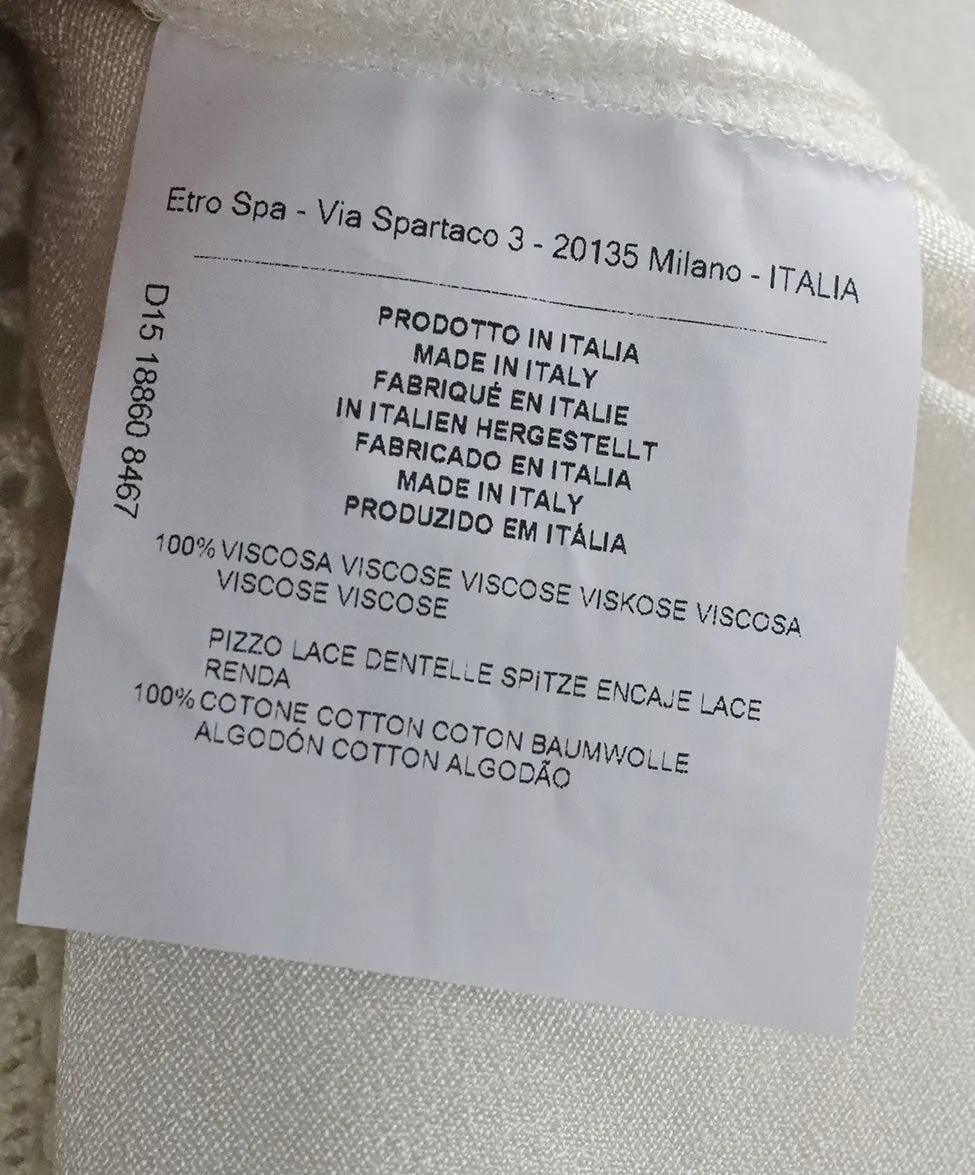 Etro Spa - Via Spartaco 3 - 20135 Milano - ITALIA
D15 18860 8467
PRODOTTO IN ITALIA
MADE IN ITALY
FABRIQUÉ EN ITALIE
IN ITALIEN HERGESTELLT
FABRICADO EN ITALIA
MADE IN ITALY
PRODUZIDO EM ITÁLIA
100% VISCOSA VISCOSE VISCOSE VISKOSE VISCOSA
VISCOSE VISCOSE
PIZZO LACE DENTELLE SPITZE ENCAJE LACE
RENDA
100% COTONE COTTON COTON BAUMWOLLE
ALGODÓN COTTON ALGODÃO